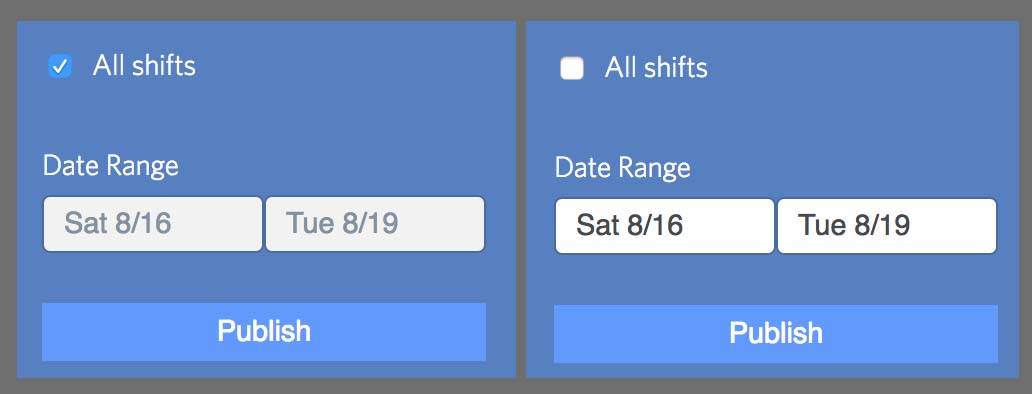 All shifts
Date Range
Sat 8/16 Tue 8/19
Publish
All shifts
Date Range
Sat 8/16 Tue 8/19
Publish